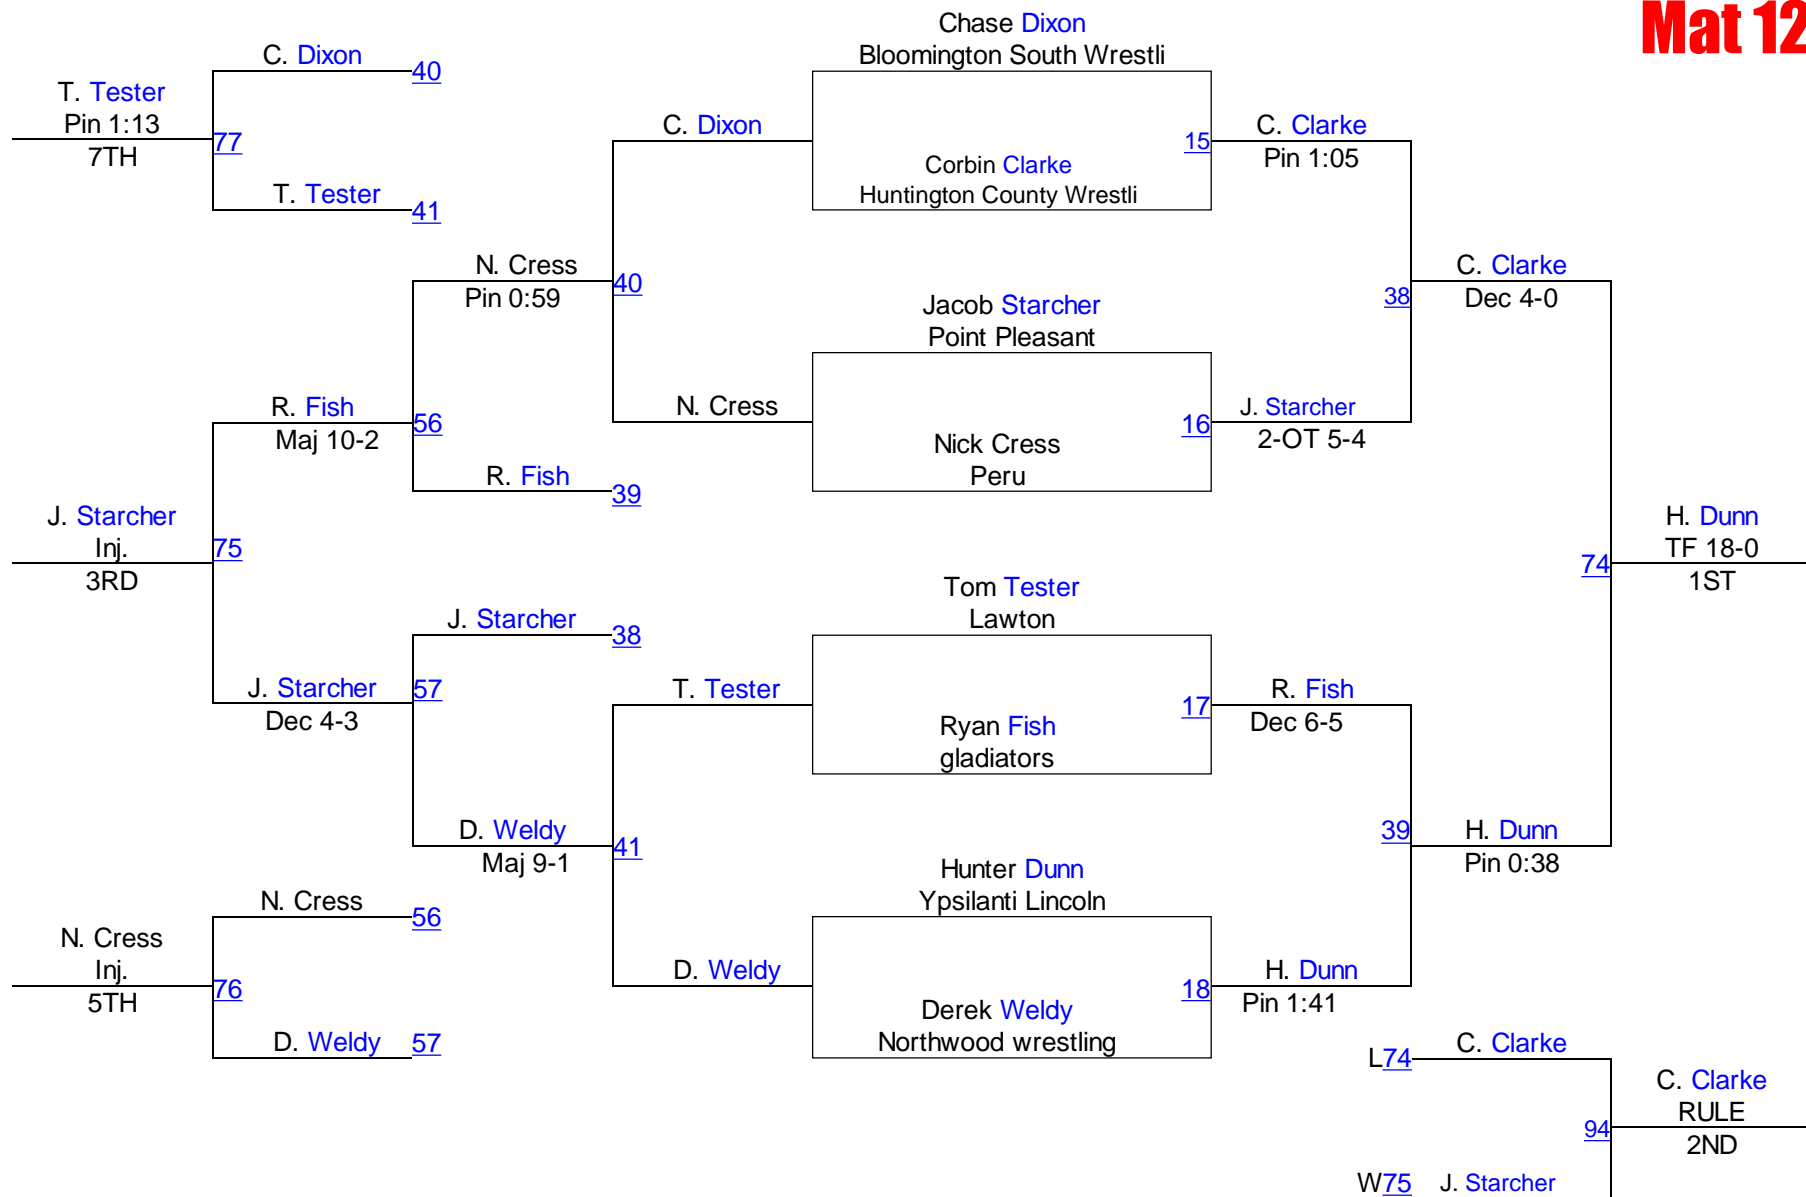 Mat 12
Chase Dixon
Bloomington South Wrestli
C. Dixon
40
T. Tester
Pin 1:13
7TH
77
T. Tester
41
C. Dixon
15
Corbin Clarke
Huntington County Wrestli
C. Clarke
Pin 1:05
N. Cress
Pin 0:59
40
C. Clarke
Dec 4-0
38
Jacob Starcher
Point Pleasant
R. Fish
Maj 10-2
56
N. Cress
16
Nick Cress
Peru
J. Starcher
2-OT 5-4
R. Fish
39
J. Starcher
Inj.
3RD
75
H. Dunn
TF 18-0
1ST
74
Tom Tester
Lawton
J. Starcher
38
J. Starcher
Dec 4-3
57
T. Tester
17
Ryan Fish
gladiators
R. Fish
Dec 6-5
D. Weldy
Maj 9-1
41
39
H. Dunn
Pin 0:38
Hunter Dunn
Ypsilanti Lincoln
N. Cress
56
N. Cress
Inj.
5TH
76
D. Weldy
18
Derek Weldy
Northwood wrestling
H. Dunn
Pin 1:41
D. Weldy 57
L74 C. Clarke
C. Clarke
RULE
2ND
94
W75 J. Starcher